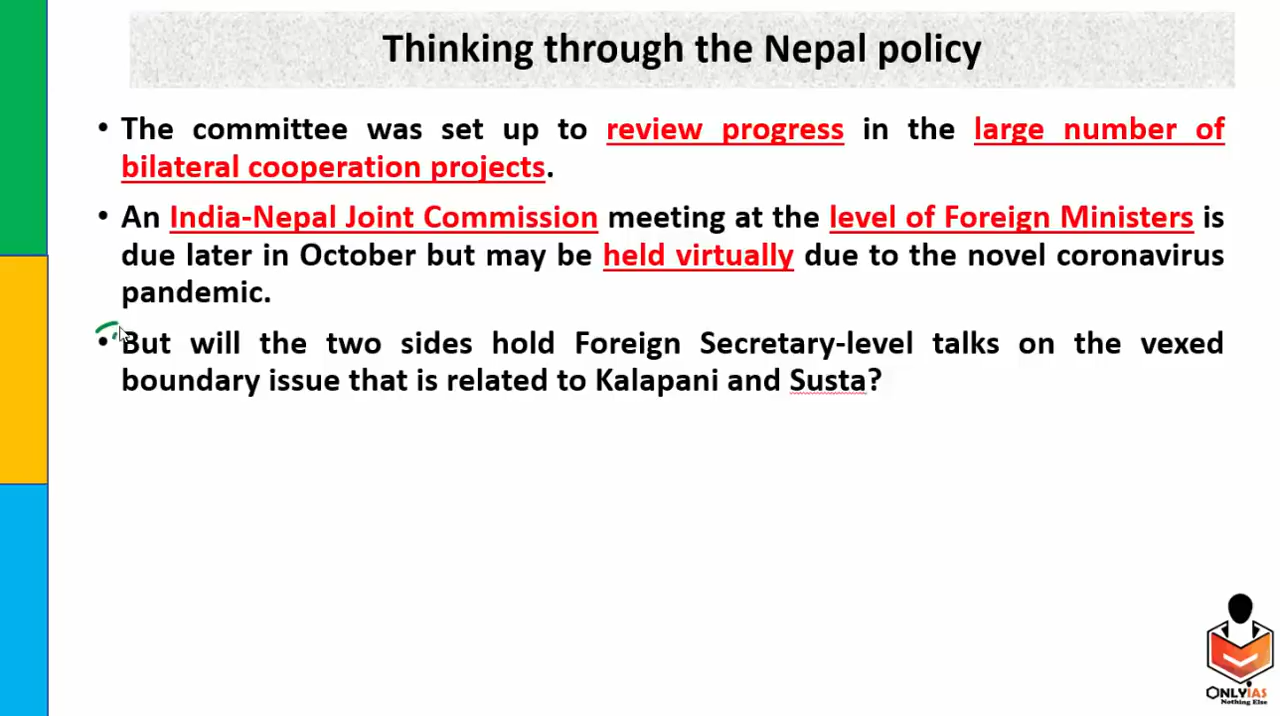 Thinking through the Nepal policy
• The committee was set up to review progress in the large number of
bilateral cooperation projects.
• An India-Nepal Joint Commission meeting at the level of Foreign Ministers is
due later in October but may be held virtually due to the novel coronavirus
pandemic.
• But will the two sides hold Foreign Secretary-level talks on the vexed
boundary issue that is related to Kalapani and Susta?
ONLYIAS
Nothing Else